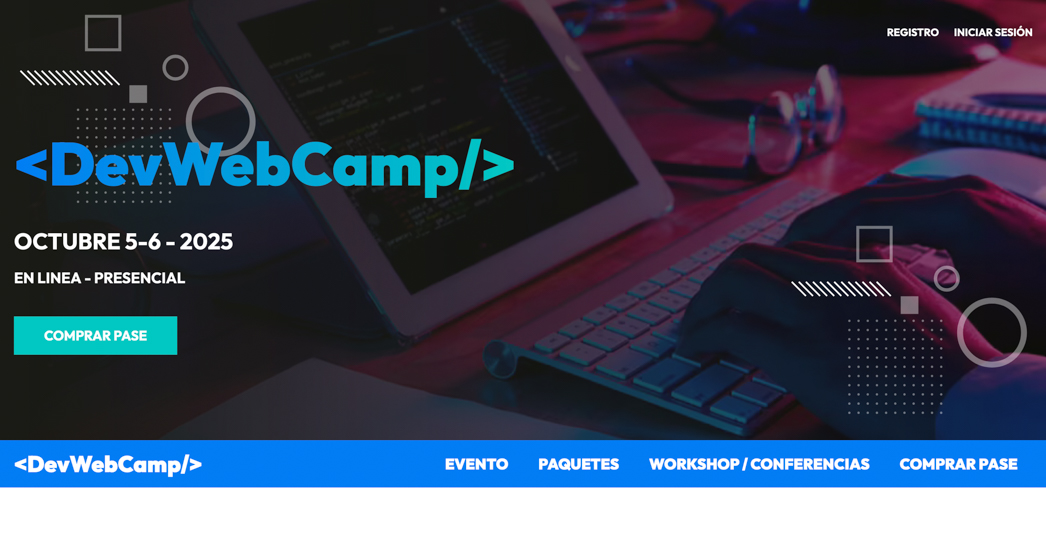 REGISTRO INICIAR SESIÓN
<DevWebCamp/>
OCTUBRE 5-6 - 2025
EN LINEA - PRESENCIAL
COMPRAR PASE
<DevWebCamp/> EVENTO PAQUETES WORKSHOP / CONFERENCIAS COMPRAR PASE